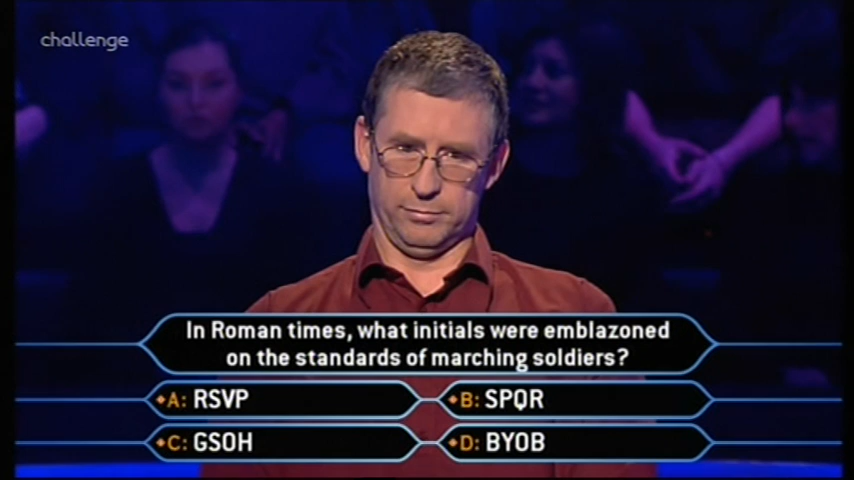 challenge
In Roman times, what initials were emblazoned
on the standards of marching soldiers?
A: RSVP
B: SPQR
C: GSOH
D: BYOB